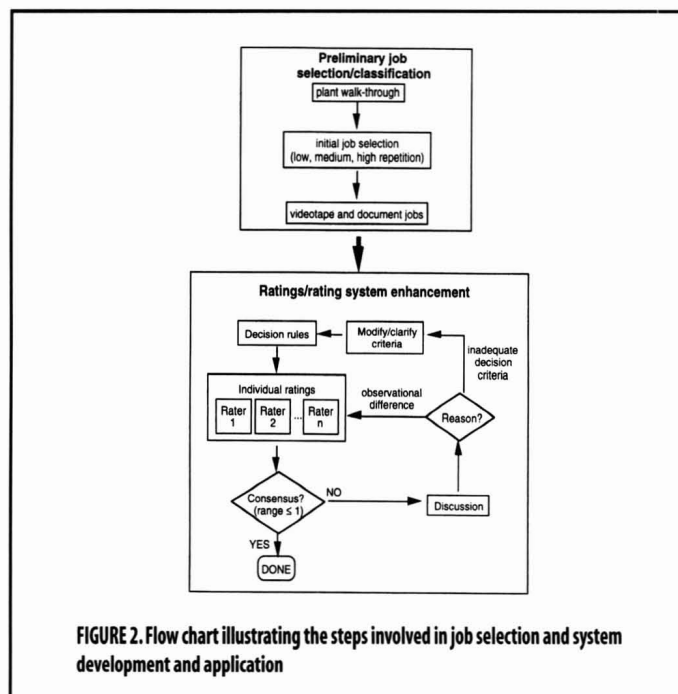 Preliminary job
selection/classification
plant walk-through
initial job selection
(low, medium, high repetition)
videotape and document jobs
Ratings/rating system enhancement
Decision rules
Modify/clarify
criteria
inadequate
decision
criteria
Individual ratings
Rater
1
Rater
2
...
Rater
n
observational
difference
Reason?
Consensus?
(range ≤ 1)
NO
Discussion
YES
DONE
FIGURE 2. Flow chart illustrating the steps involved in job selection and system
development and application